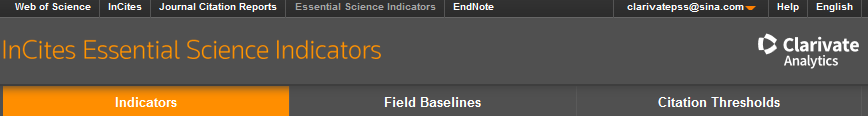 Web of Science InCites Journal Citation Reports Essential Science Indicators EndNote clarivatepss@sina.com Help English
InCites Essential Science Indicators
Clarivate
Analytics
Indicators Field Baselines Citation Thresholds